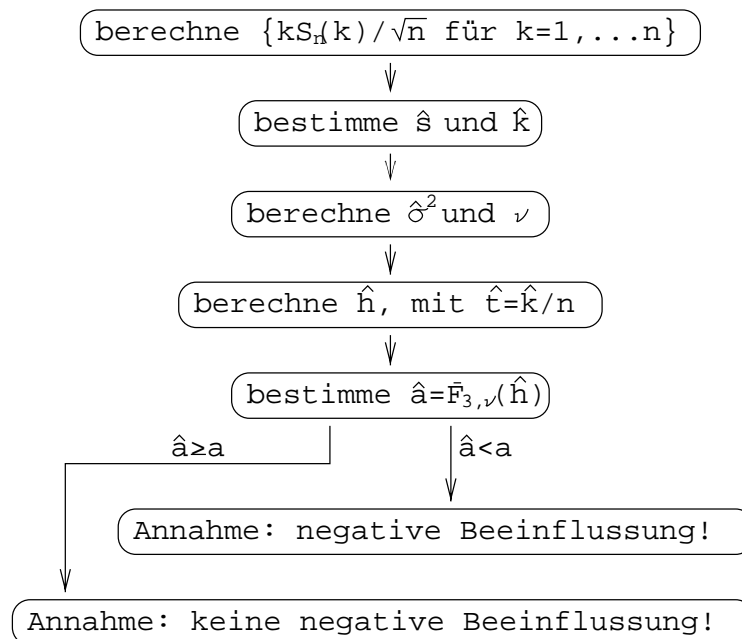 berechne {kSₙ(k)/√n für k=1,...n}
bestimme ŝ und k̂
berechne σ̂² und ν
berechne ĥ, mit t̂=k̂/n
bestimme â=F̄₃,ᵥ(ĥ)
â≥a
â<a
Annahme: negative Beeinflussung!
Annahme: keine negative Beeinflussung!